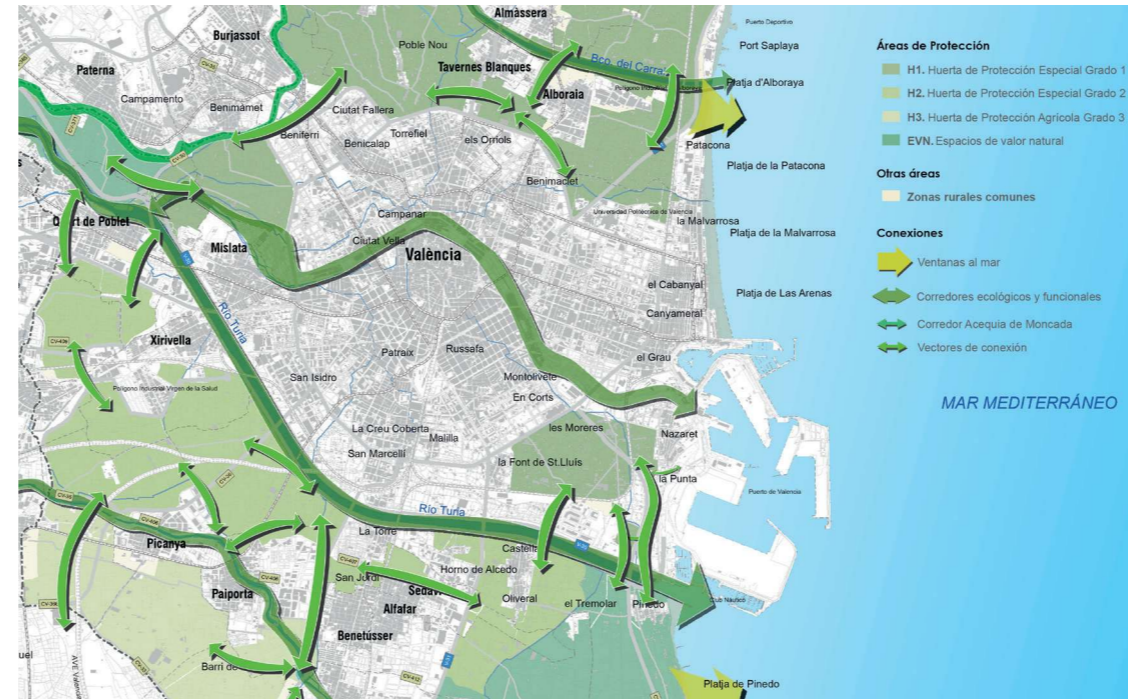 Almàssera
Burjassot
Poble Nou
Puerto Deportivo
Port Saplaya
Paterna
Tavernes Blanques
Bco. del Carra
Campamento
Alboraia
Platja d'Alboraya
Benimàmet
Ciutat Fallera
Beniferri
Torrefiel
Benicalap
els Orriols
Patacona
Platja de la Patacona
Benimaclet
Universidad Politécnica de Valencia
Campanar
la Malvarrosa
Platja de la Malvarrosa
Ciutat Vella
Mislata
València
el Cabanyal
Platja de Las Arenas
Canyameral
Río Turia
Xirivella
Patraix
Russafa
el Grau
San Isidro
Montolivete
Polígono Industrial Virgen de la Salud
En Corts
La Creu Coberta
Malilla
les Moreres
Nazaret
San Marcelí
la Font de St.Lluís
la Punta
Puerto de Valencia
Río Turia
CV-36
CV-406
Picanya
La Torre
San Jordi
Horno de Alcedo
Paiporta
Alfafar
Oliveral
el Tremolar
Pinedo
Club Náutico
Benetússer
Barri de
Platja de Pinedo
Áreas de Protección
H1. Huerta de Protección Especial Grado 1
H2. Huerta de Protección Especial Grado 2
H3. Huerta de Protección Agrícola Grado 3
EVN. Espacios de valor natural
Otras áreas
Zonas rurales comunes
Conexiones
Ventanas al mar
Corredores ecológicos y funcionales
Corredor Acequia de Moncada
Vectores de conexión
MAR MEDITERRÁNEO